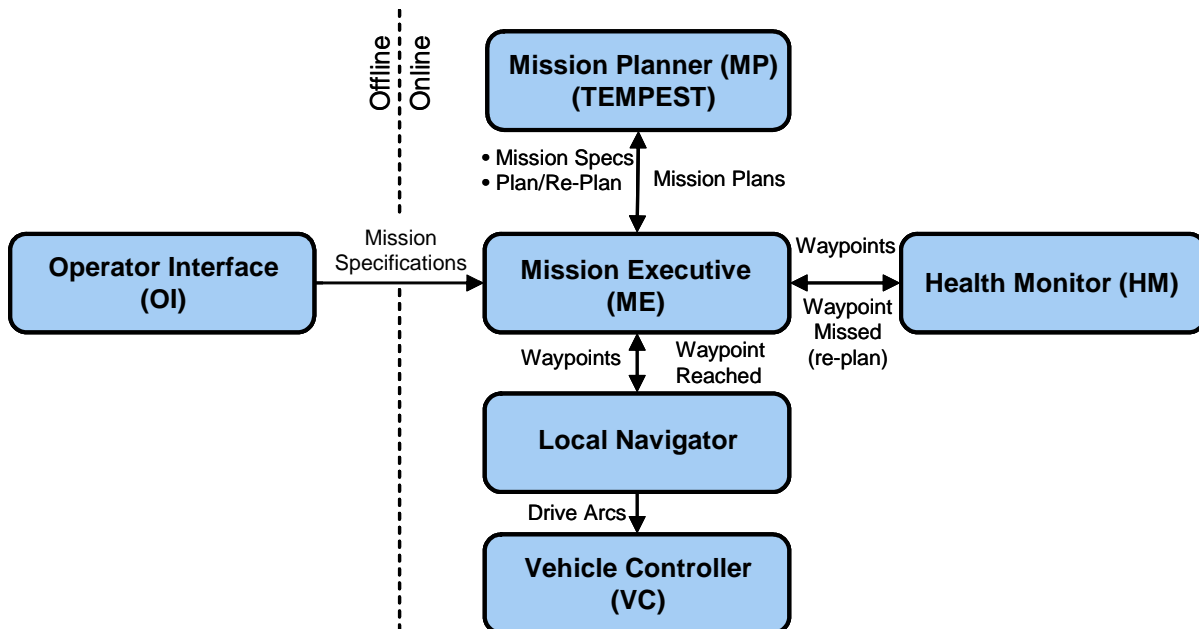 Offline
Online
Mission Planner (MP)
(TEMPEST)
• Mission Specs
• Plan/Re-Plan
Mission Plans
Operator Interface
(OI)
Mission
Specifications
Mission Executive
(ME)
Waypoints
Waypoint
Missed
(re-plan)
Health Monitor (HM)
Waypoints
Waypoint
Reached
Local Navigator
Drive Arcs
Vehicle Controller
(VC)